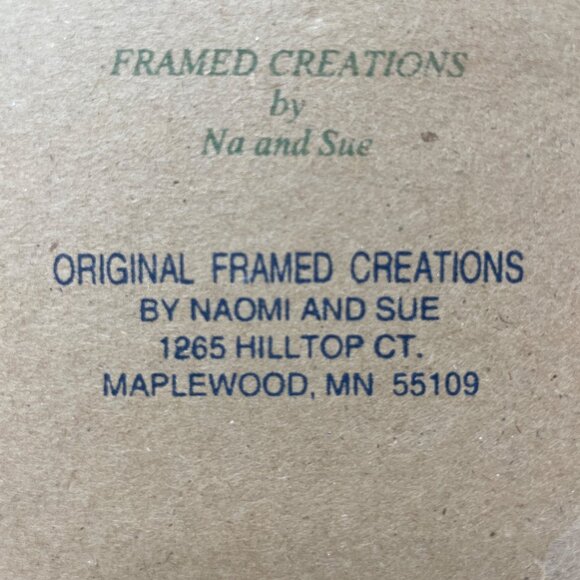 FRAMED CREATIONS
by
Na and Sue
ORIGINAL FRAMED CREATIONS
BY NAOMI AND SUE
1265 HILLTOP CT.
MAPLEWOOD, MN 55109